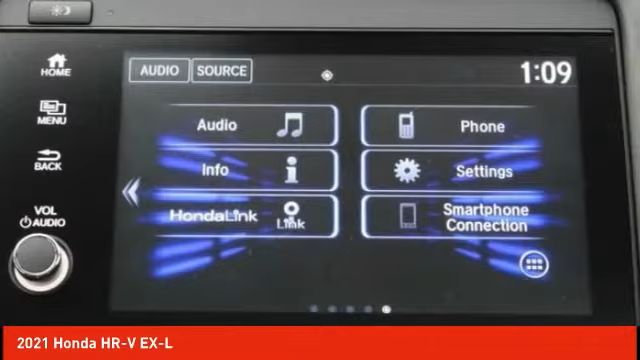 HOME
MENU
BACK
VOL
AUDIO
AUDIO SOURCE
1:09
Audio
Phone
Info
Settings
HondaLink
Link
Smartphone
Connection
2021 Honda HR-V EX-L